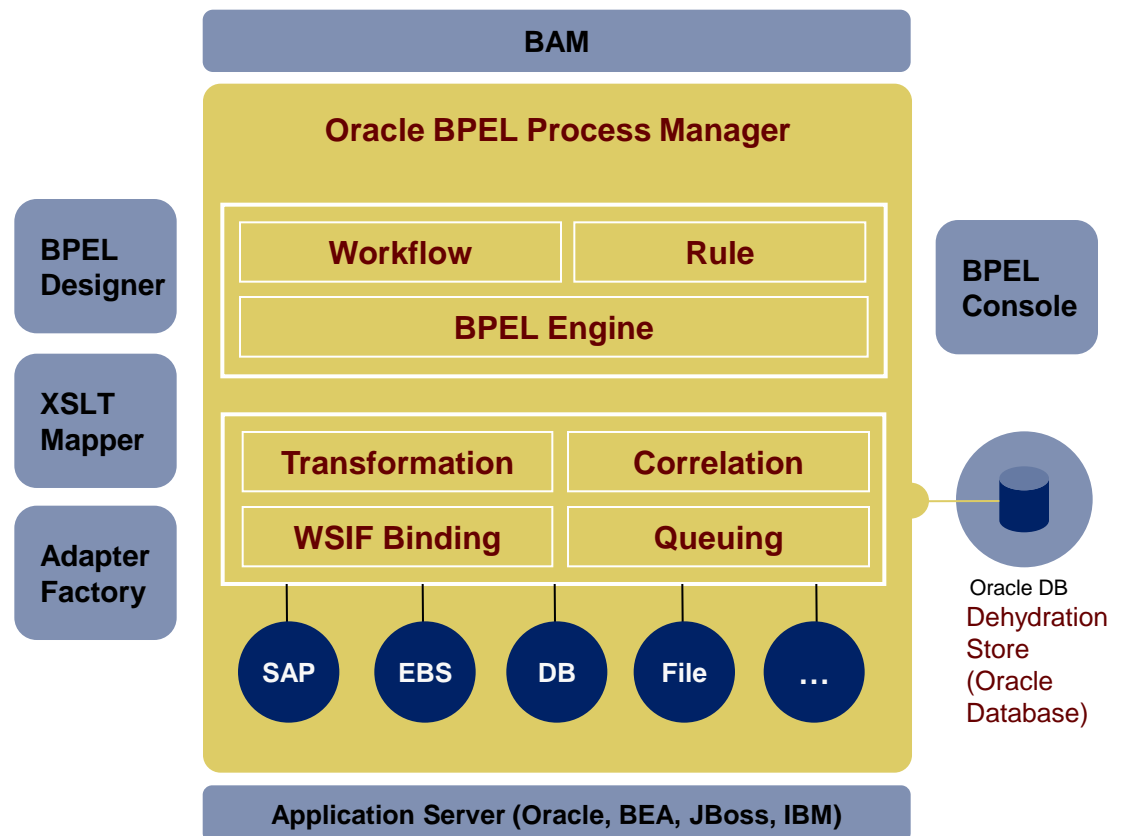 BAM
Oracle BPEL Process Manager
BPEL
Designer
XSLT
Mapper
Adapter
Factory
Workflow
Rule
BPEL Engine
Transformation
Correlation
WSIF Binding
Queuing
SAP
EBS
DB
File
...
BPEL
Console
Oracle DB
Dehydration
Store
(Oracle
Database)
Application Server (Oracle, BEA, JBoss, IBM)